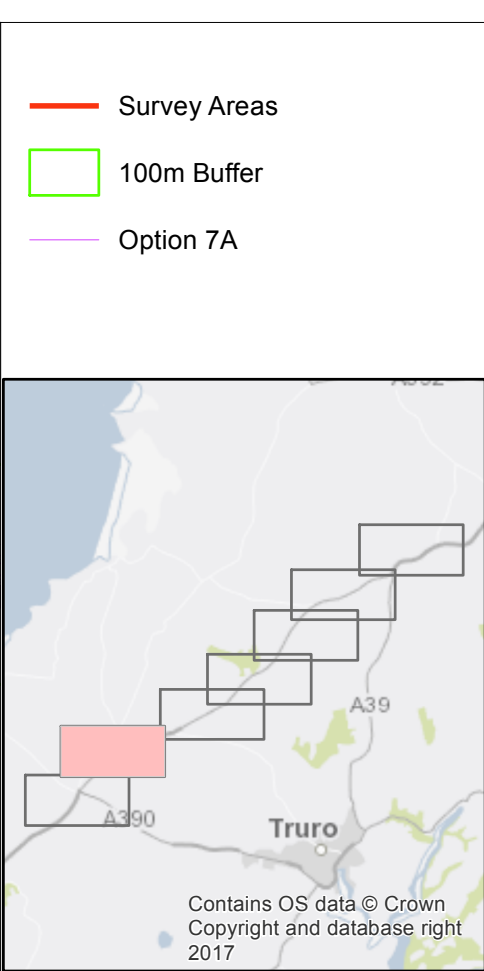 Survey Areas
100m Buffer
Option 7A
A39
A390
Truro
Contains OS data © Crown
Copyright and database right
2017